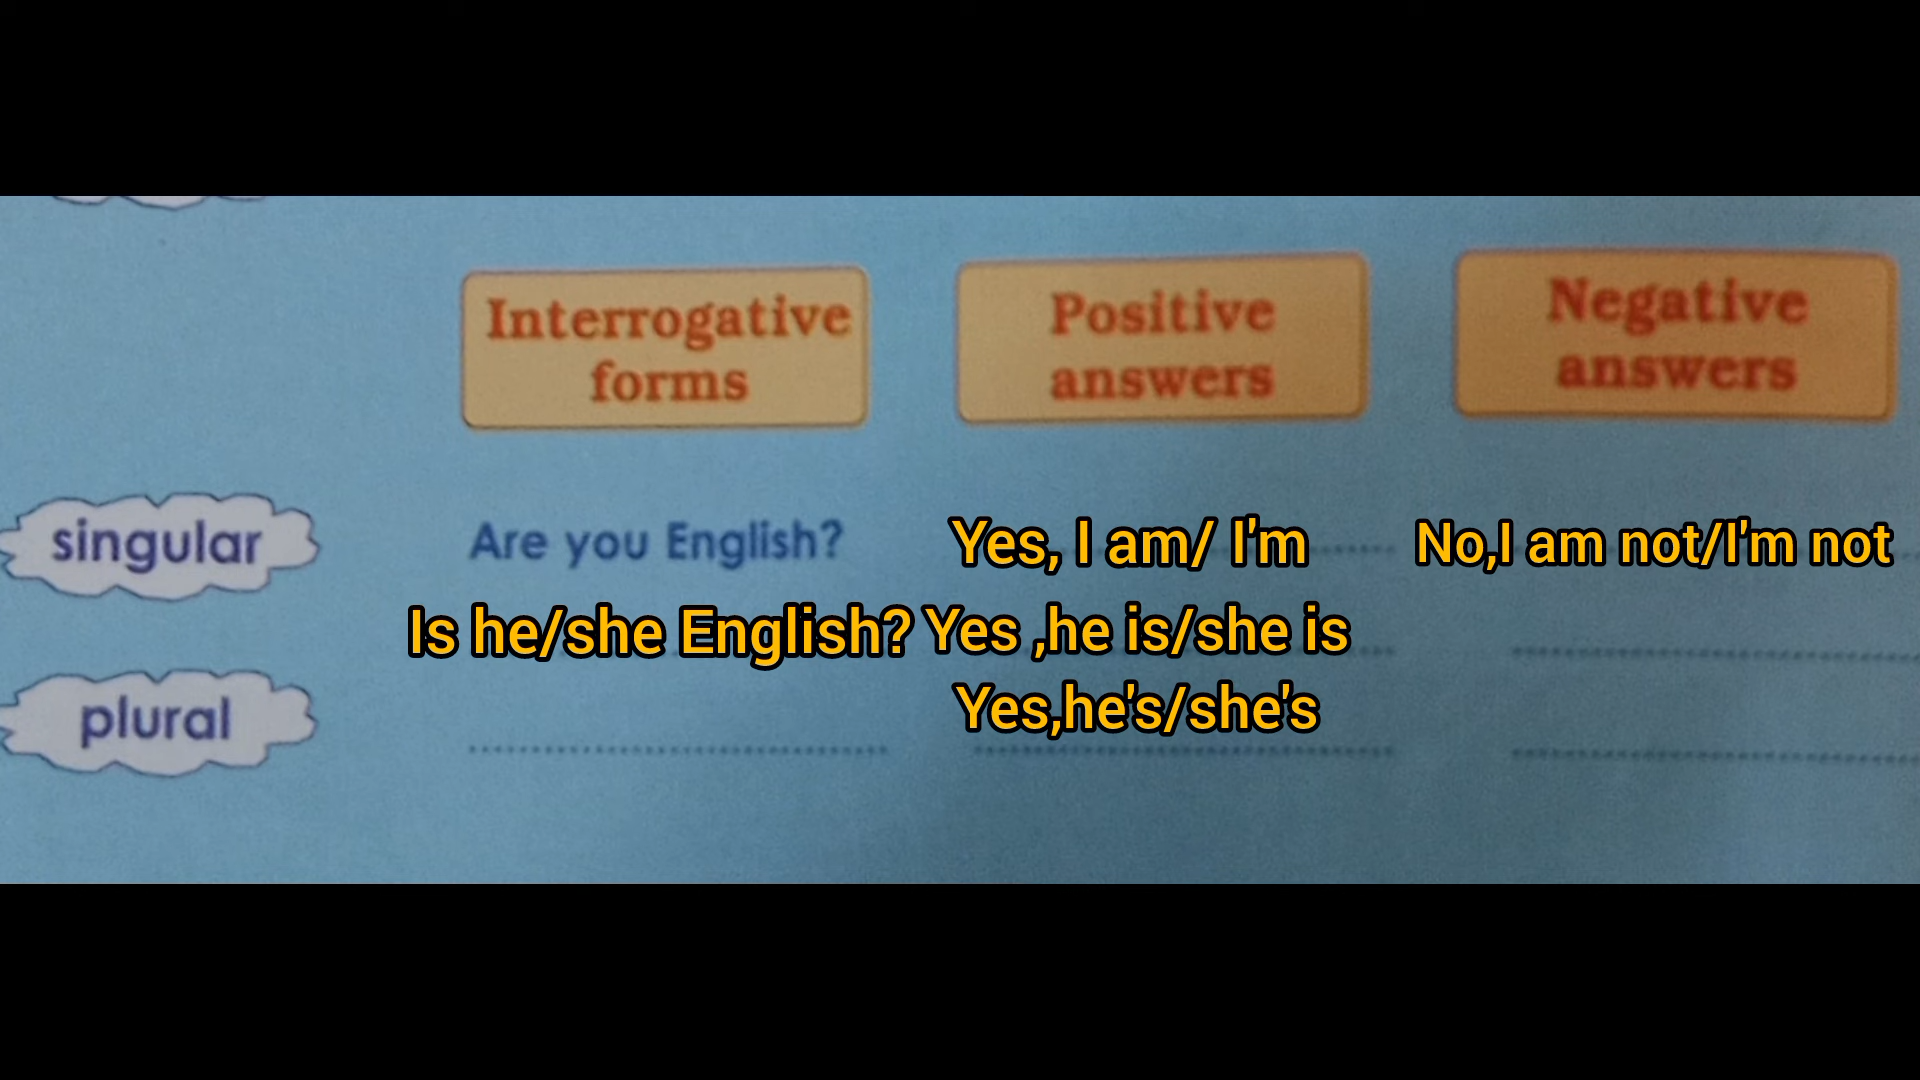 Interrogative
forms
Positive
answers
Negative
answers
singular
Are you English?
Yes, I am/ I'm
No,I am not/I'm not
Is he/she English?
Yes ,he is/she is
plural
Yes,he's/she's